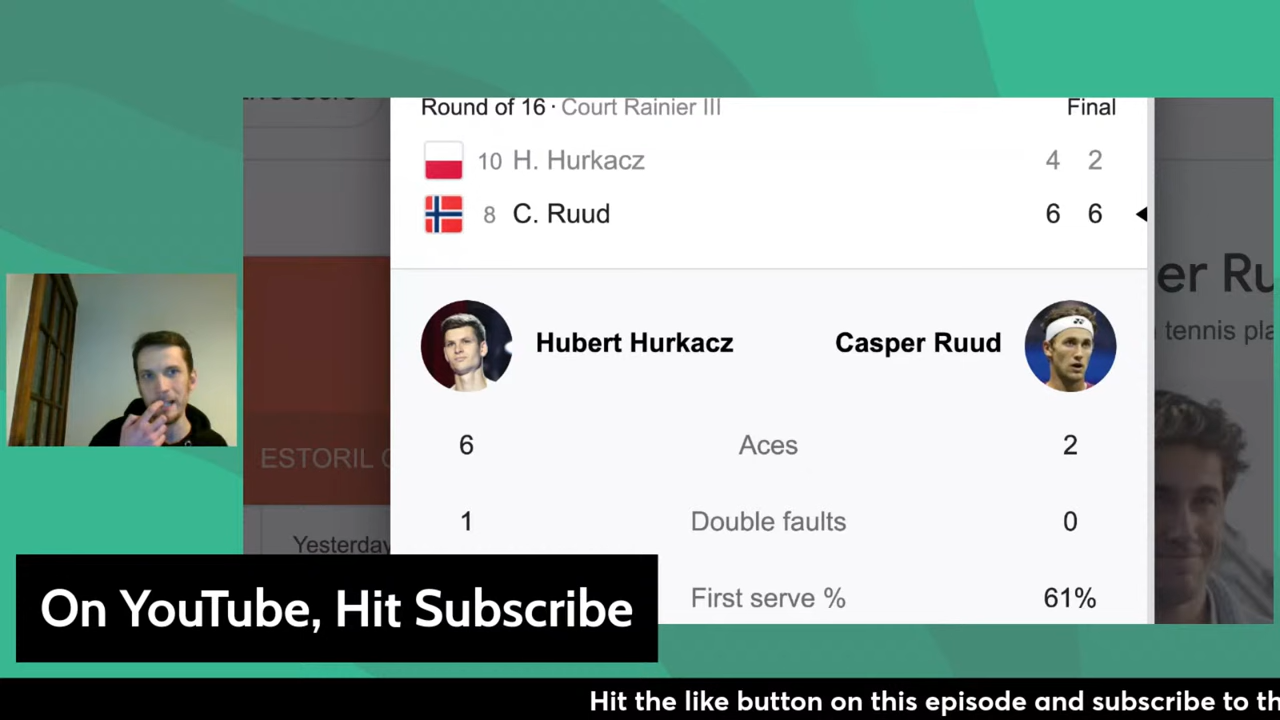 Round of 16 · Court Rainier III Final
10 H. Hurkacz 4 2
8 C. Ruud 6 6
er Ru
tennis pla
Hubert Hurkacz Casper Ruud
6 Aces 2
ESTORIL
1 Double faults 0
Yesterday
First serve % 61%
On YouTube, Hit Subscribe
Hit the like button on this episode and subscribe to th